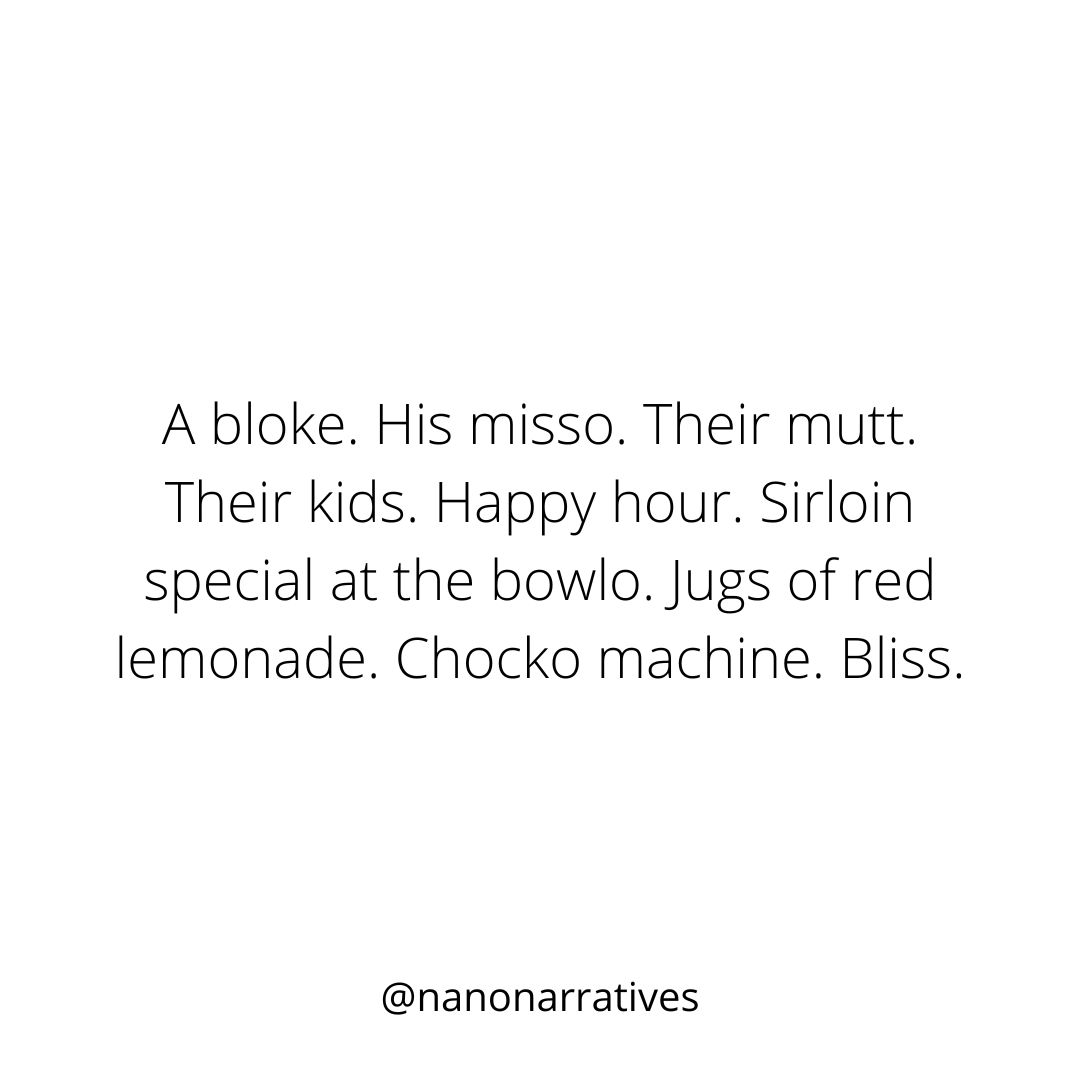 A bloke. His misso. Their mutt.
Their kids. Happy hour. Sirloin
special at the bowlo. Jugs of red
lemonade. Chocko machine. Bliss.
@nanonarratives